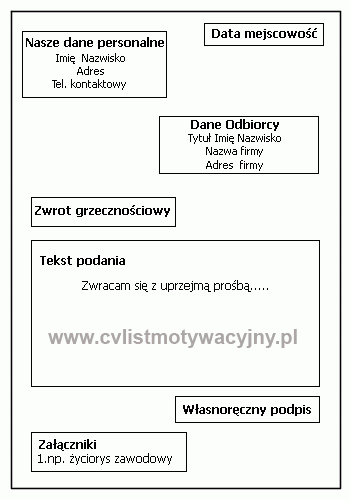 Data mejscowość
Nasze dane personalne
Imię Nazwisko
Adres
Tel. kontaktowy
Dane Odbiorcy
Tytuł Imię Nazwisko
Nazwa firmy
Adres firmy
Zwrot grzecznościowy
Tekst podania
Zwracam się z uprzejmą prośbą.....
www.cvlistmotywacyjny.pl
Własnoręczny podpis
Załączniki
1.np. życiorys zawodowy